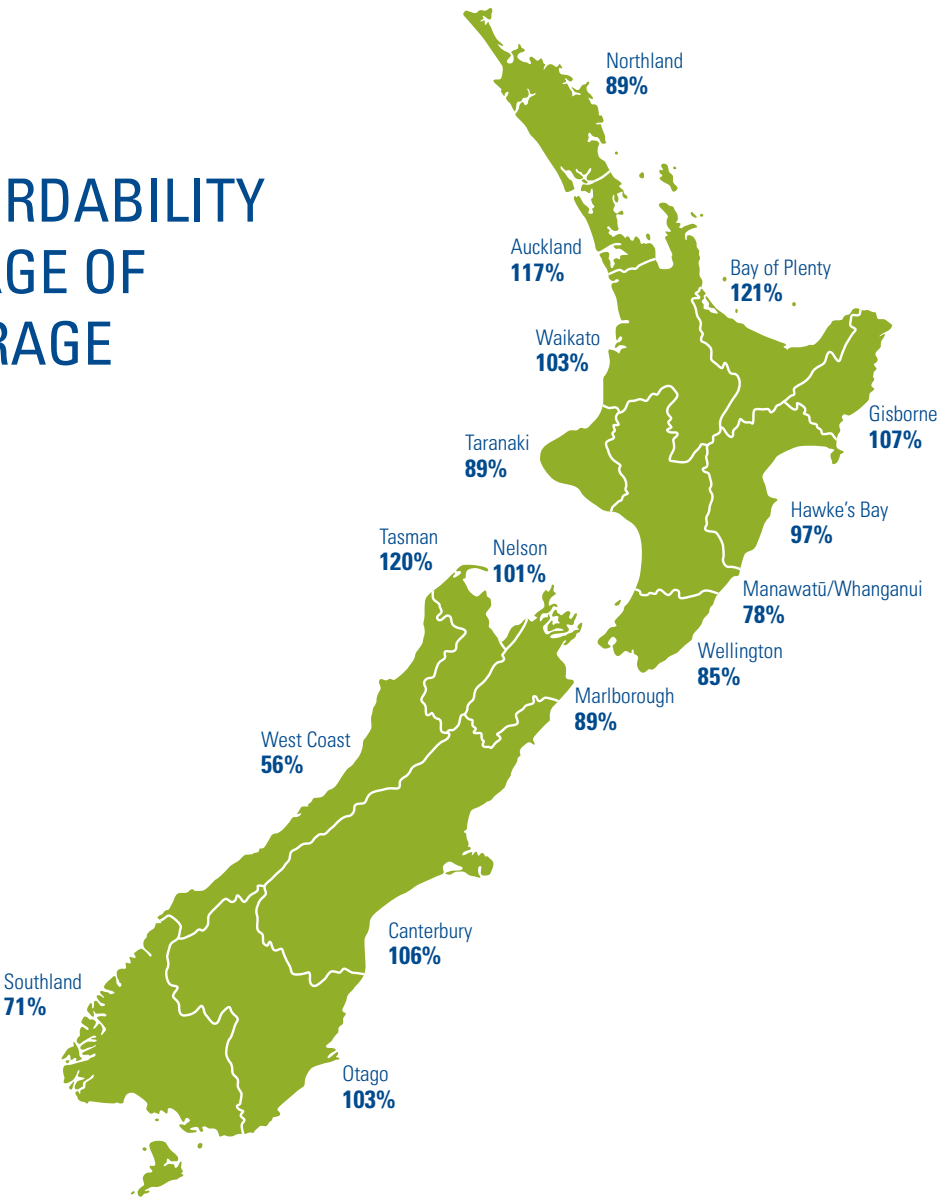 Northland
89%
RDABILITY
AGE OF
RAGE
Auckland
117%
Bay of Plenty
121%
Waikato
103%
Gisborne
107%
Taranaki
89%
Hawke's Bay
97%
Tasman
120%
Nelson
101%
Manawatū/Whanganui
78%
Wellington
85%
Marlborough
89%
West Coast
56%
Canterbury
106%
Southland
71%
Otago
103%